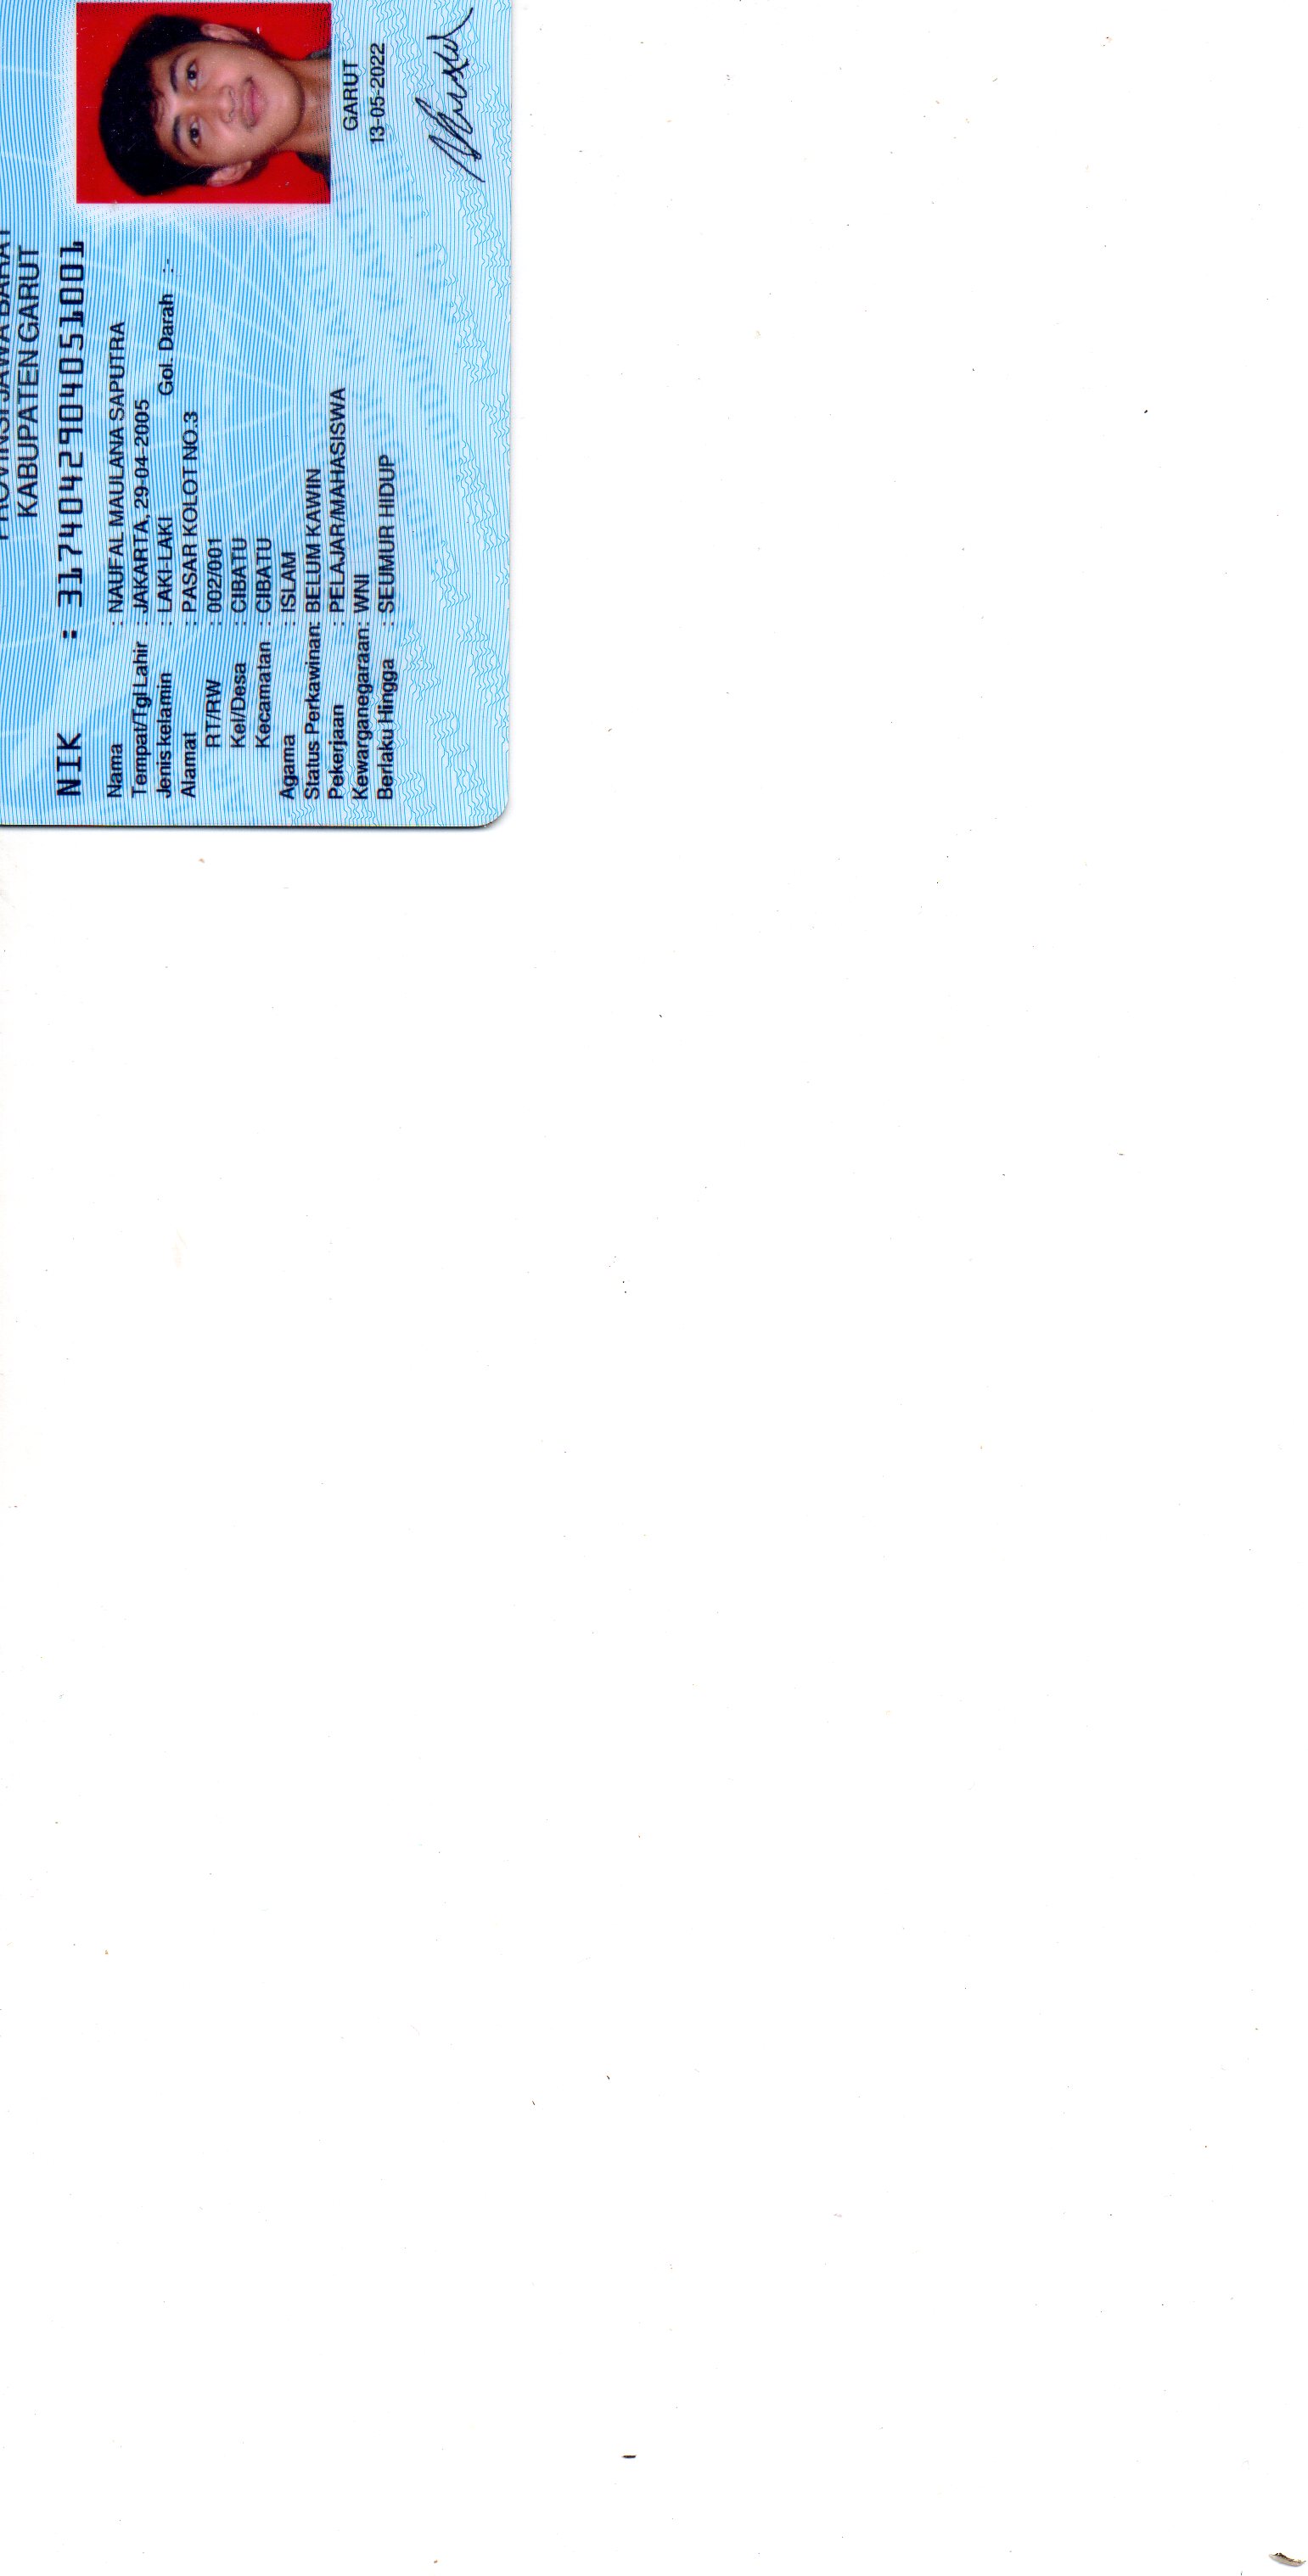 PROVINSI JAWA BARAT
KABUPATEN GARUT
NIK : 3174042904051001
Nama : NAUFAL MAULANA SAPUTRA
Tempat/Tgl Lahir : JAKARTA, 29-04-2005
Jenis kelamin : LAKI-LAKI Gol. Darah :-
Alamat : PASAR KOLOT NO.3
RT/RW : 002/001
Kel/Desa : CIBATU
Kecamatan : CIBATU
Agama : ISLAM
Status Perkawinan: BELUM KAWIN
Pekerjaan : PELAJAR/MAHASISWA
Kewarganegaraan: WNI
Berlaku Hingga : SEUMUR HIDUP
GARUT
13-05-2022